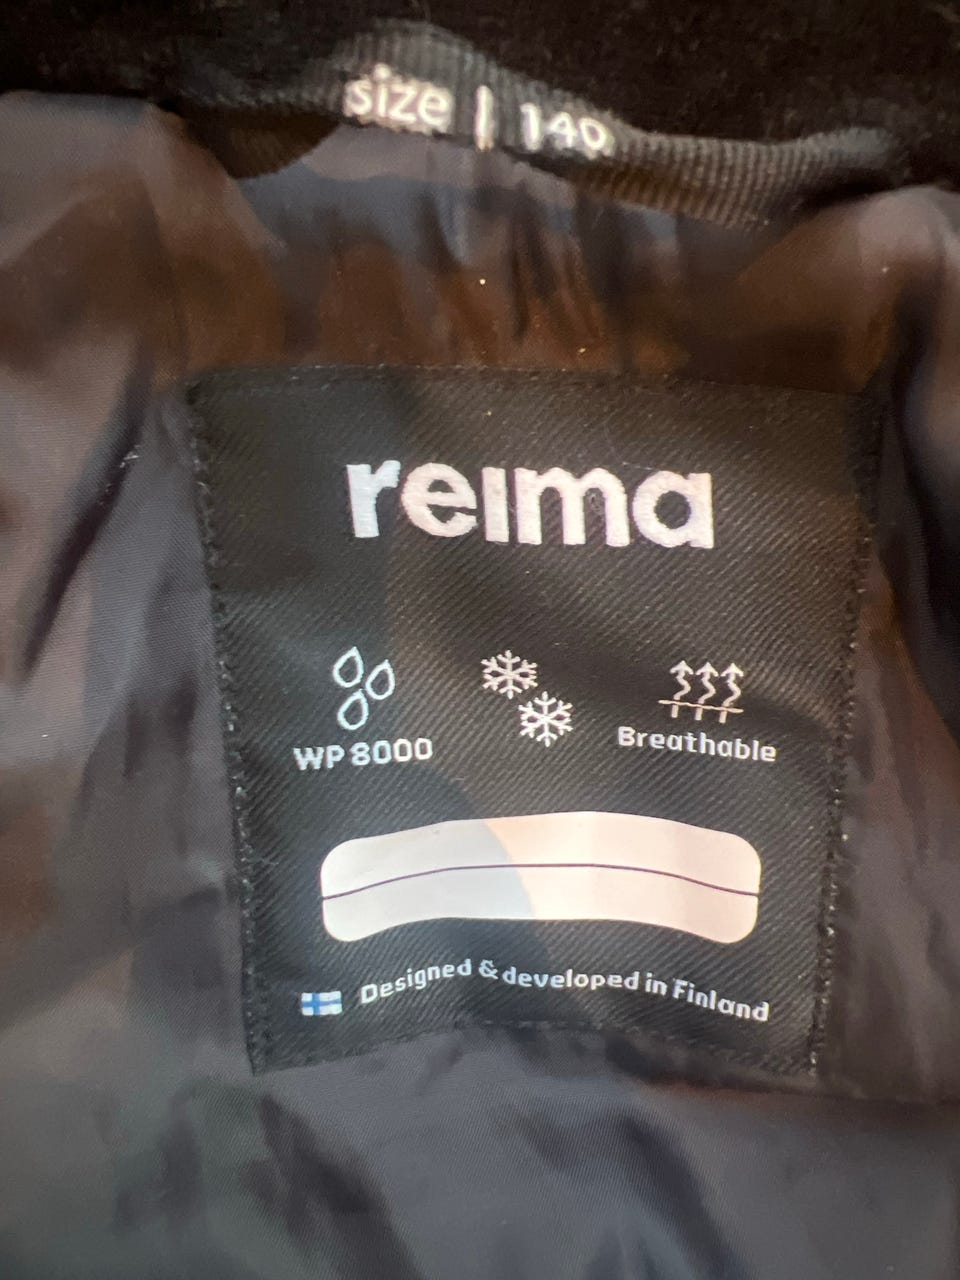 size | 140
reima
WP 8000
Breathable
Designed & developed in Finland